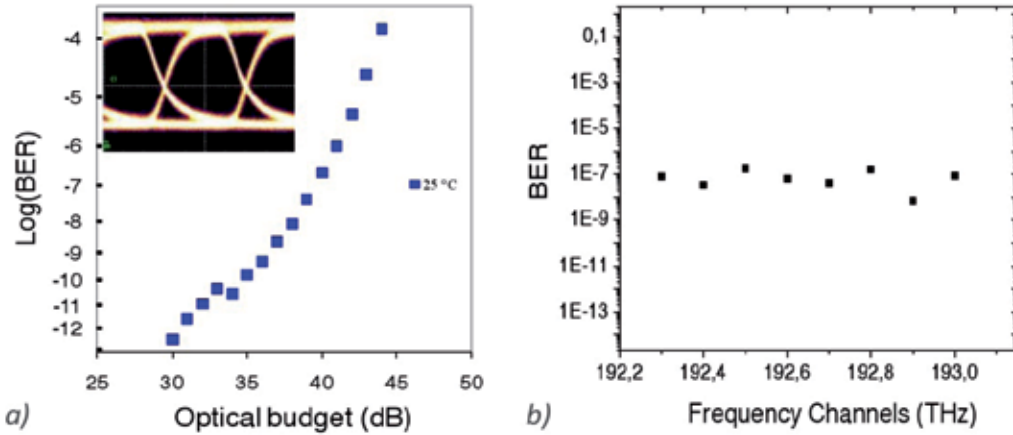 -4
-5
-6
-7
-8
-9
-10
-11
-12
Log(BER)
25 °C
25 30 35 40 45 50
Optical budget (dB)
a)
0,1
1E-3
1E-5
1E-7
1E-9
1E-11
1E-13
BER
192,2 192,4 192,6 192,8 193,0
Frequency Channels (THz)
b)